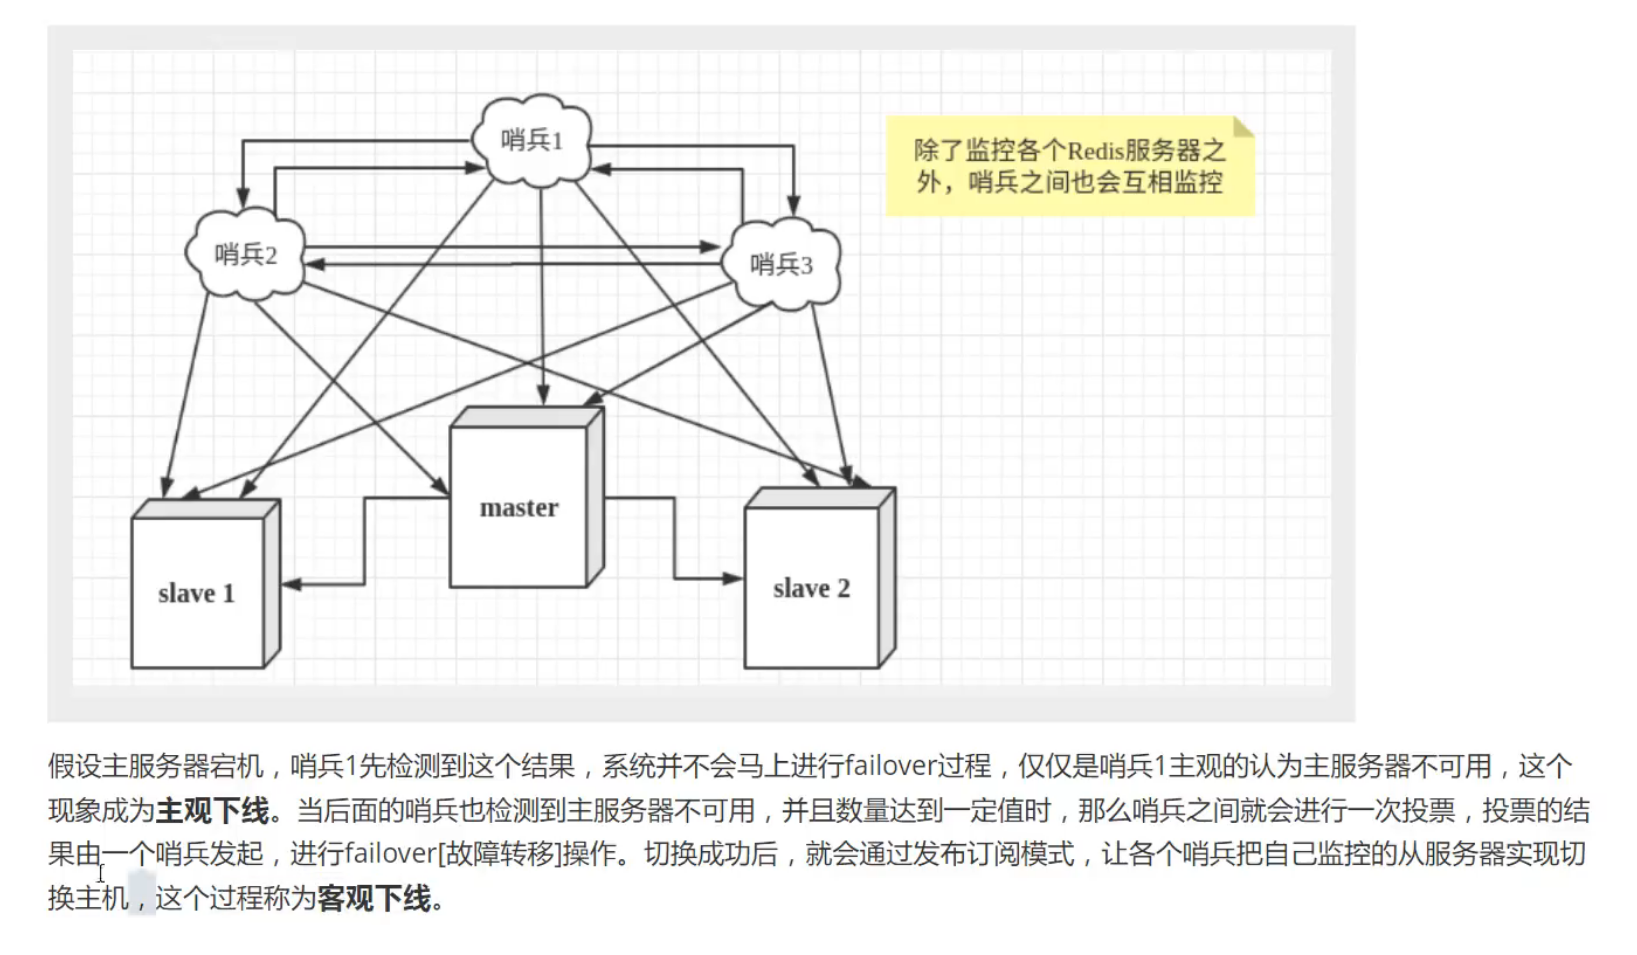 哨兵1
除了监控各个Redis服务器之
外，哨兵之间也会互相监控
哨兵2
哨兵3
master
slave 1
slave 2
假设主服务器宕机，哨兵1先检测到这个结果，系统并不会马上进行failover过程，仅仅是哨兵1主观的认为主服务器不可用，这个
现象成为主观下线。当后面的哨兵也检测到主服务器不可用，并且数量达到一定值时，那么哨兵之间就会进行一次投票，投票的结
果由一个哨兵发起，进行failover[故障转移]操作。切换成功后，就会通过发布订阅模式，让各个哨兵把自己监控的从服务器实现切
换主机，这个过程称为客观下线。